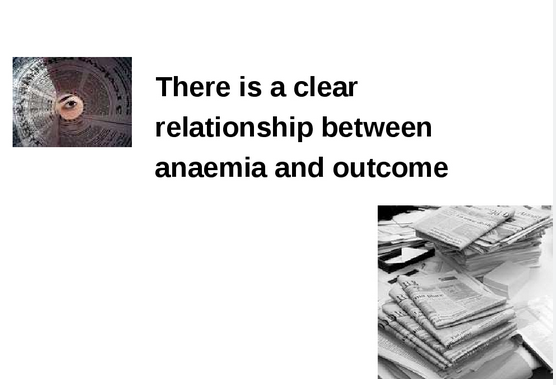 There is a clear
relationship between
anaemia and outcome